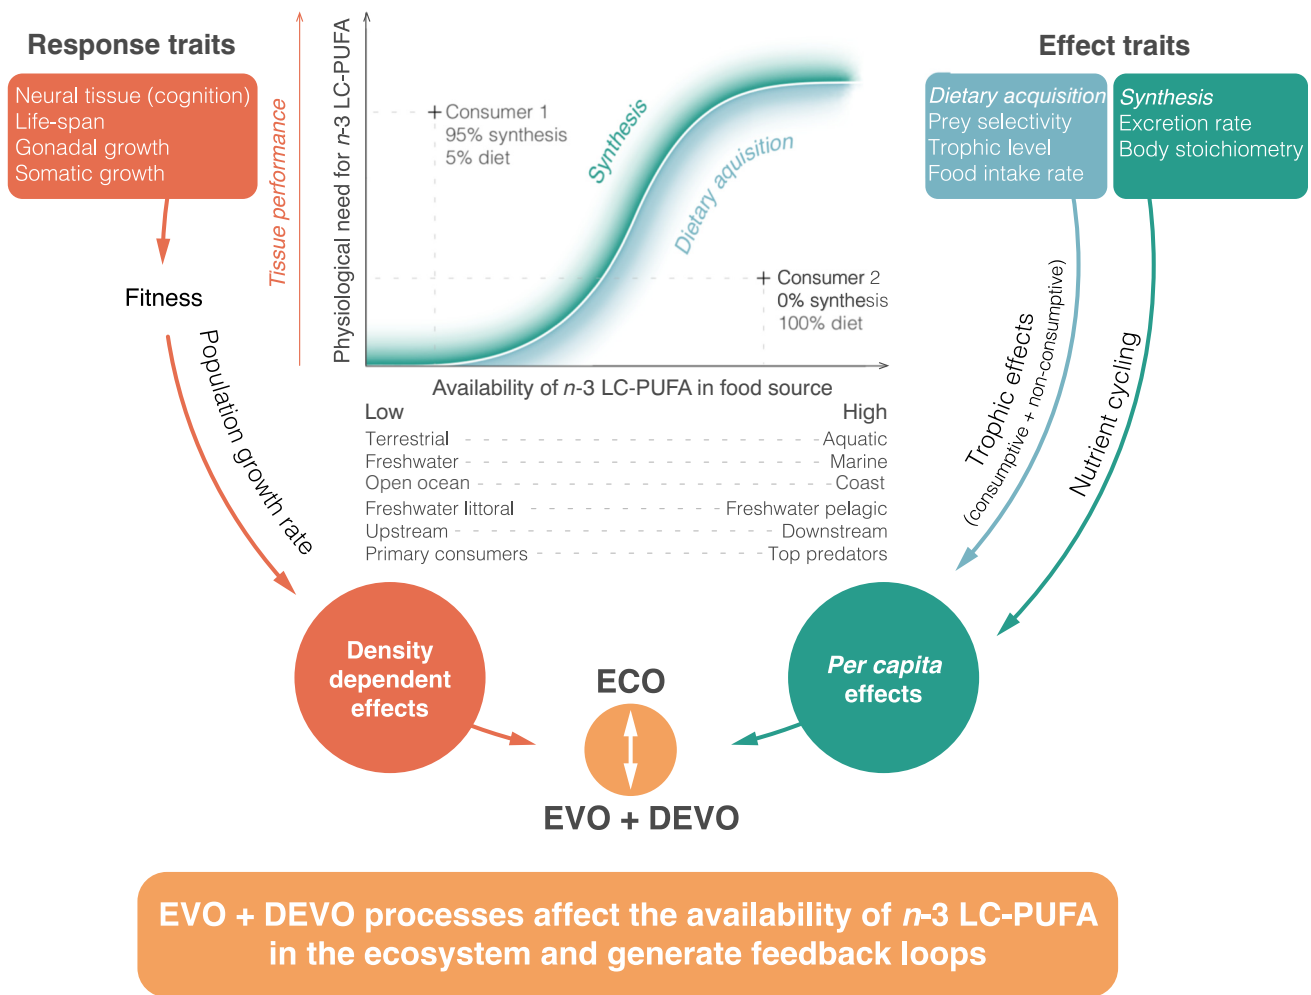 Response traits
Neural tissue (cognition)
Life-span
Gonadal growth
Somatic growth
Fitness
Population growth rate
Tissue performance
Physiological need for n-3 LC-PUFA
Consumer 1
95% synthesis
5% diet
Synthesis
Dietary aquisition
Consumer 2
0% synthesis
100% diet
Availability of n-3 LC-PUFA in food source
Low High
Terrestrial Aquatic
Freshwater Marine
Open ocean Coast
Freshwater littoral Freshwater pelagic
Upstream Downstream
Primary consumers Top predators
Effect traits
Dietary acquisition
Prey selectivity
Trophic level
Food intake rate
Synthesis
Excretion rate
Body stoichiometry
Trophic effects
(consumptive + non-consumptive)
Nutrient cycling
Density
dependent
effects
Per capita
effects
ECO
EVO + DEVO
EVO + DEVO processes affect the availability of n-3 LC-PUFA
in the ecosystem and generate feedback loops